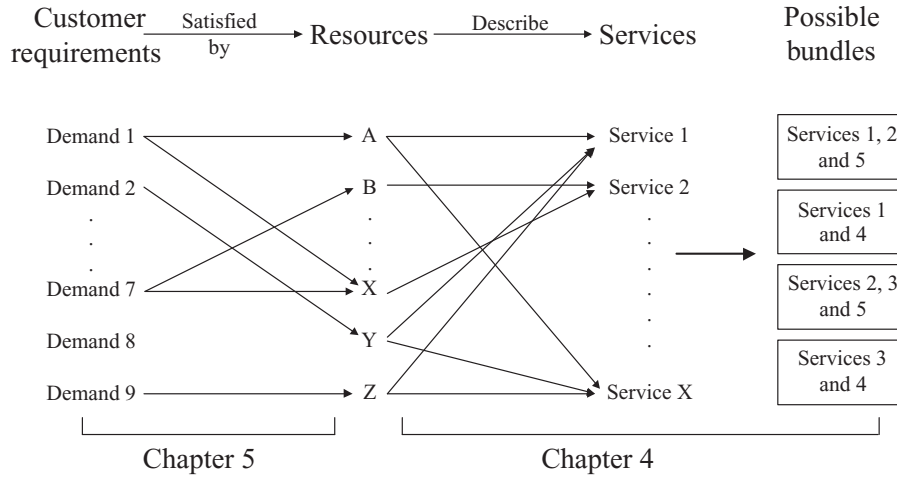 Customer requirements
Satisfied by
Resources
Describe
Services
Possible bundles
Demand 1
A
Service 1
Services 1, 2
and 5
Demand 2
B
Service 2
Services 1
and 4
.
.
.
.
.
.
.
.
.
.
.
.
Demand 7
X
Services 2, 3
and 5
Demand 8
Y
Services 3
and 4
Demand 9
Z
Service X
Chapter 5
Chapter 4